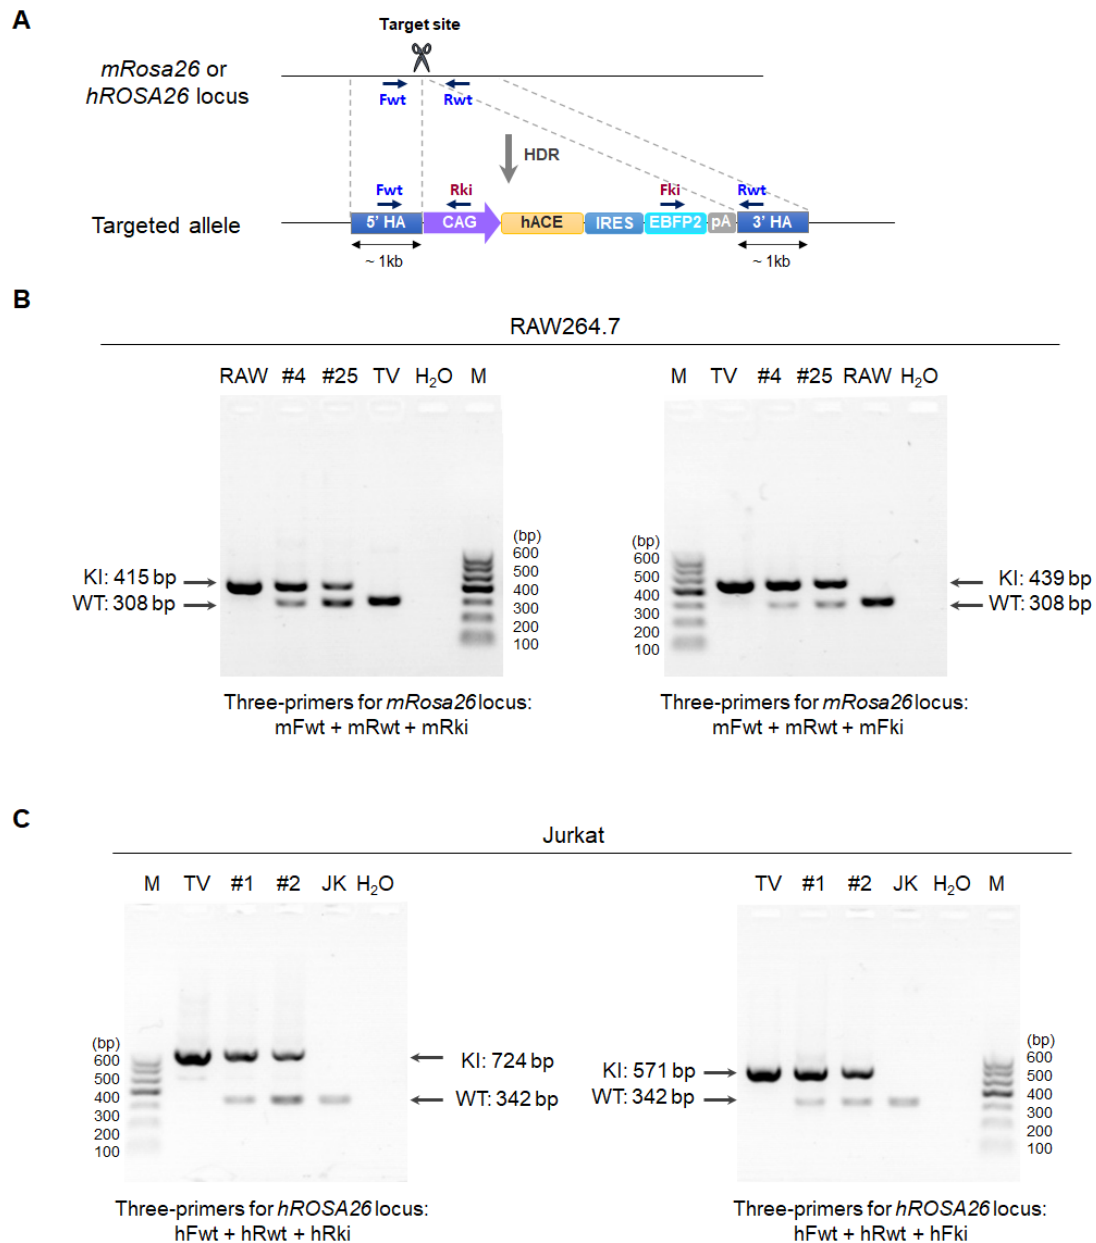 A
Target site
mRosa26 or
hROSA26 locus
Fwt Rwt
HDR
Fwt Rki Fki Rwt
Targeted allele 5' HA CAG hACE IRES EBFP2 pA 3' HA
~ 1kb ~ 1kb
B
RAW264.7
RAW #4 #25 TV H₂O M
M TV #4 #25 RAW H₂O
KI: 415 bp
WT: 308 bp
(bp)
600
500
400
300
200
100
(bp)
600
500
400
300
200
100
KI: 439 bp
WT: 308 bp
Three-primers for mRosa26 locus:
mFwt + mRwt + mRki
Three-primers for mRosa26 locus:
mFwt + mRwt + mFki
C
Jurkat
M TV #1 #2 JK H₂O
TV #1 #2 JK H₂O M
(bp)
600
500
400
300
200
100
KI: 724 bp
WT: 342 bp
KI: 571 bp
WT: 342 bp
(bp)
600
500
400
300
200
100
Three-primers for hROSA26 locus:
hFwt + hRwt + hRki
Three-primers for hROSA26 locus:
hFwt + hRwt + hFki